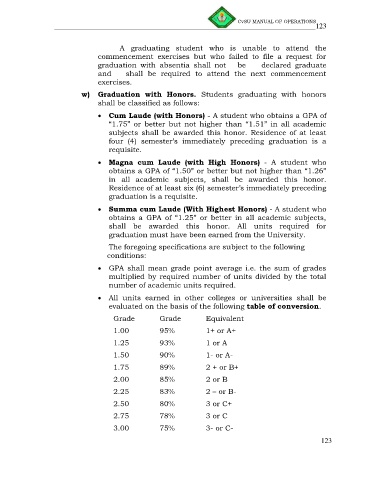 CvSU MANUAL OF OPERATIONS
123
A graduating student who is unable to attend the
commencement exercises but who failed to file a request for
graduation with absentia shall not be declared graduate
and shall be required to attend the next commencement
exercises.
w) Graduation with Honors. Students graduating with honors
shall be classified as follows:
• Cum Laude (with Honors) - A student who obtains a GPA of
“1.75” or better but not higher than “1.51” in all academic
subjects shall be awarded this honor. Residence of at least
four (4) semester’s immediately preceding graduation is a
requisite.
• Magna cum Laude (with High Honors) - A student who
obtains a GPA of “1.50” or better but not higher than “1.26”
in all academic subjects, shall be awarded this honor.
Residence of at least six (6) semester’s immediately preceding
graduation is a requisite.
• Summa cum Laude (With Highest Honors) - A student who
obtains a GPA of “1.25” or better in all academic subjects,
shall be awarded this honor. All units required for
graduation must have been earned from the University.
The foregoing specifications are subject to the following
conditions:
• GPA shall mean grade point average i.e. the sum of grades
multiplied by required number of units divided by the total
number of academic units required.
• All units earned in other colleges or universities shall be
evaluated on the basis of the following table of conversion.
Grade Grade Equivalent
1.00 95% 1+ or A+
1.25 93% 1 or A
1.50 90% 1- or A-
1.75 89% 2 + or B+
2.00 85% 2 or B
2.25 83% 2 – or B-
2.50 80% 3 or C+
2.75 78% 3 or C
3.00 75% 3- or C-
123